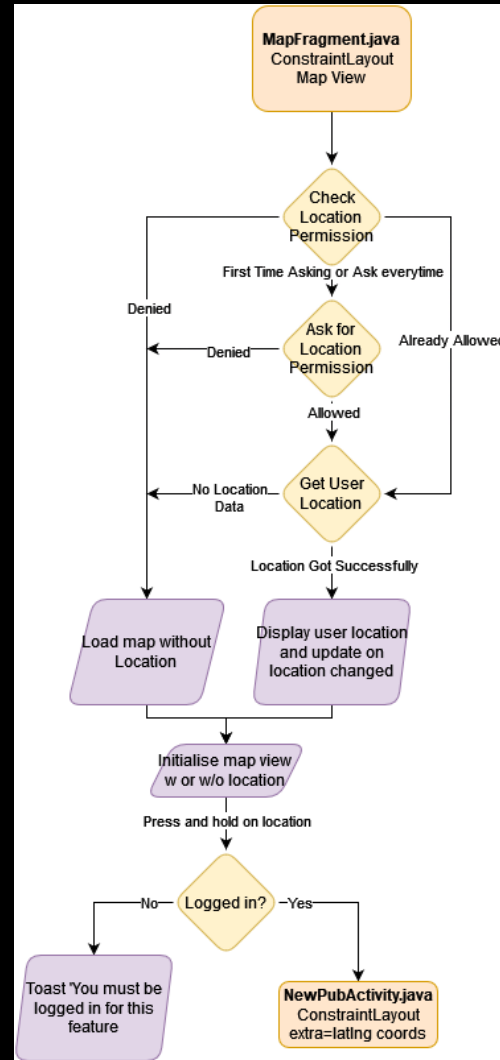 MapFragment.java
ConstraintLayout
Map View
Check
Location
Permission
First Time Asking or Ask everytime
Denied
Ask for
Location
Permission
Denied
Already Allowed
Allowed
Get User
Location
No Location
Data
Location Got Successfully
Load map without
Location
Display user location
and update on
location changed
Initialise map view
w or w/o location
Press and hold on location
Logged in?
No
Yes
Toast 'You must be
logged in for this
feature
NewPubActivity.java
ConstraintLayout
extra=latlng coords